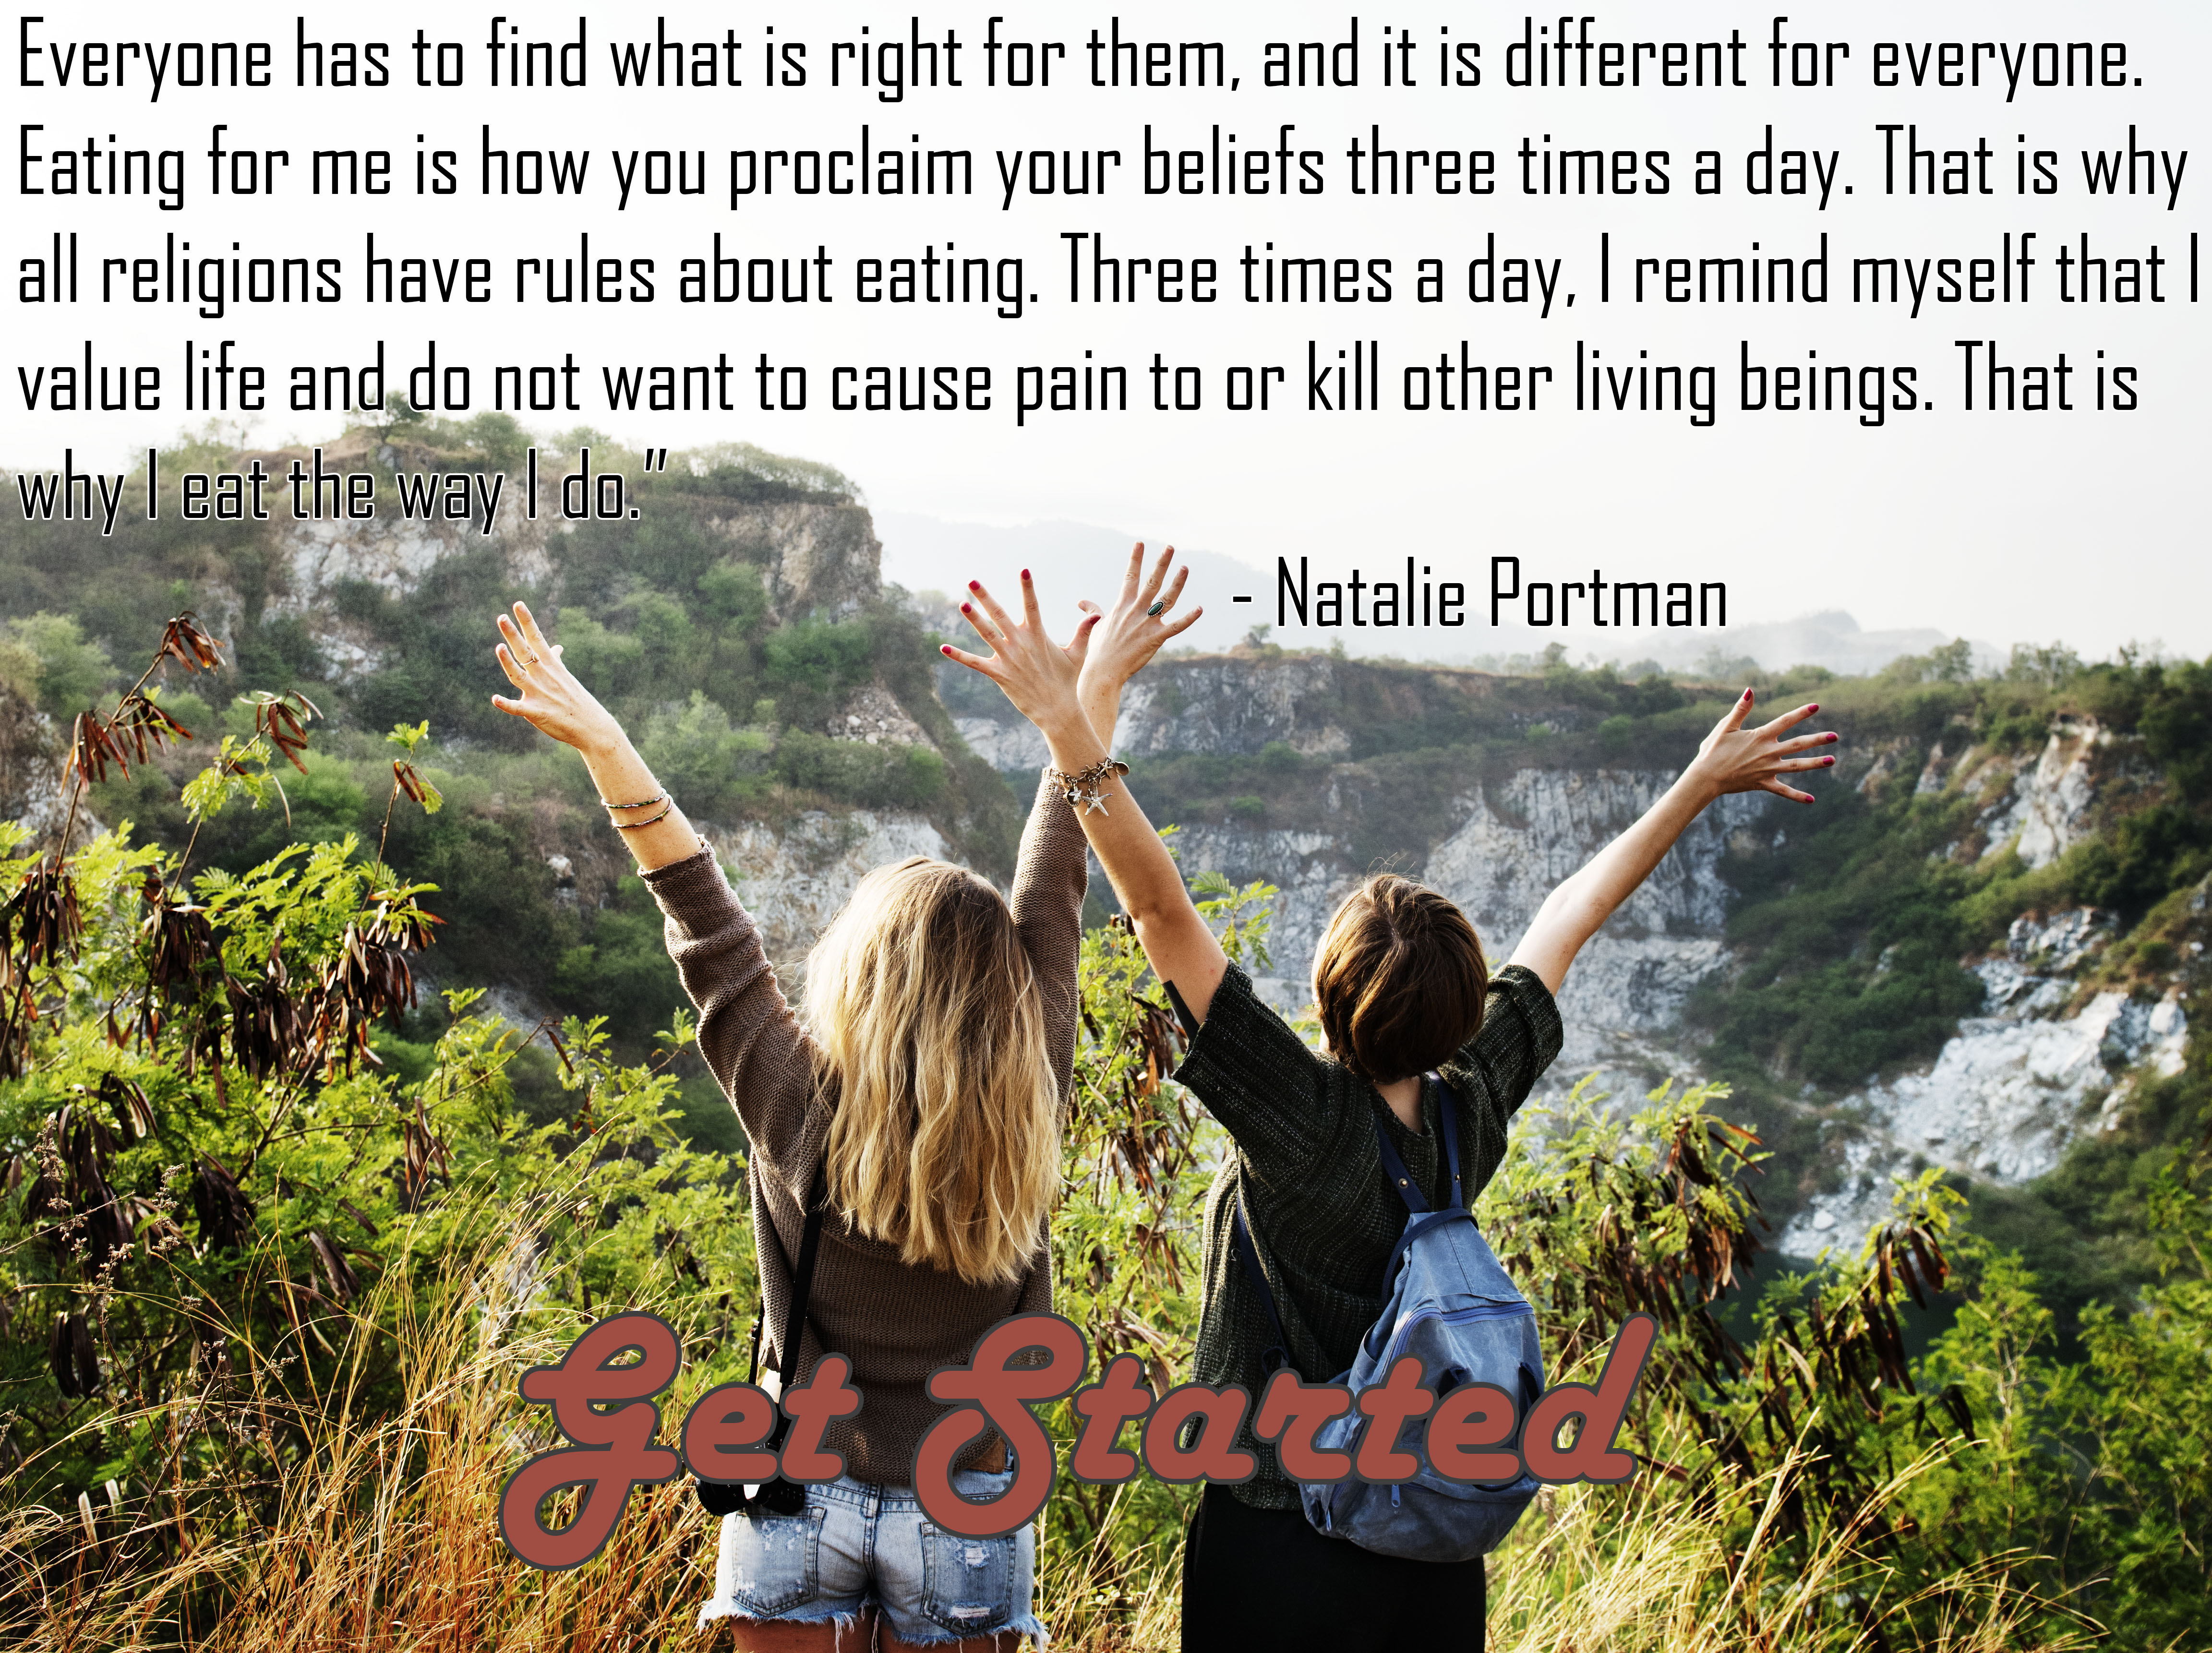 Everyone has to find what is right for them, and it is different for everyone.
Eating for me is how you proclaim your beliefs three times a day. That is why
all religions have rules about eating. Three times a day, I remind myself that I
value life and do not want to cause pain to or kill other living beings. That is
why I eat the way I do.”
- Natalie Portman
Get Started